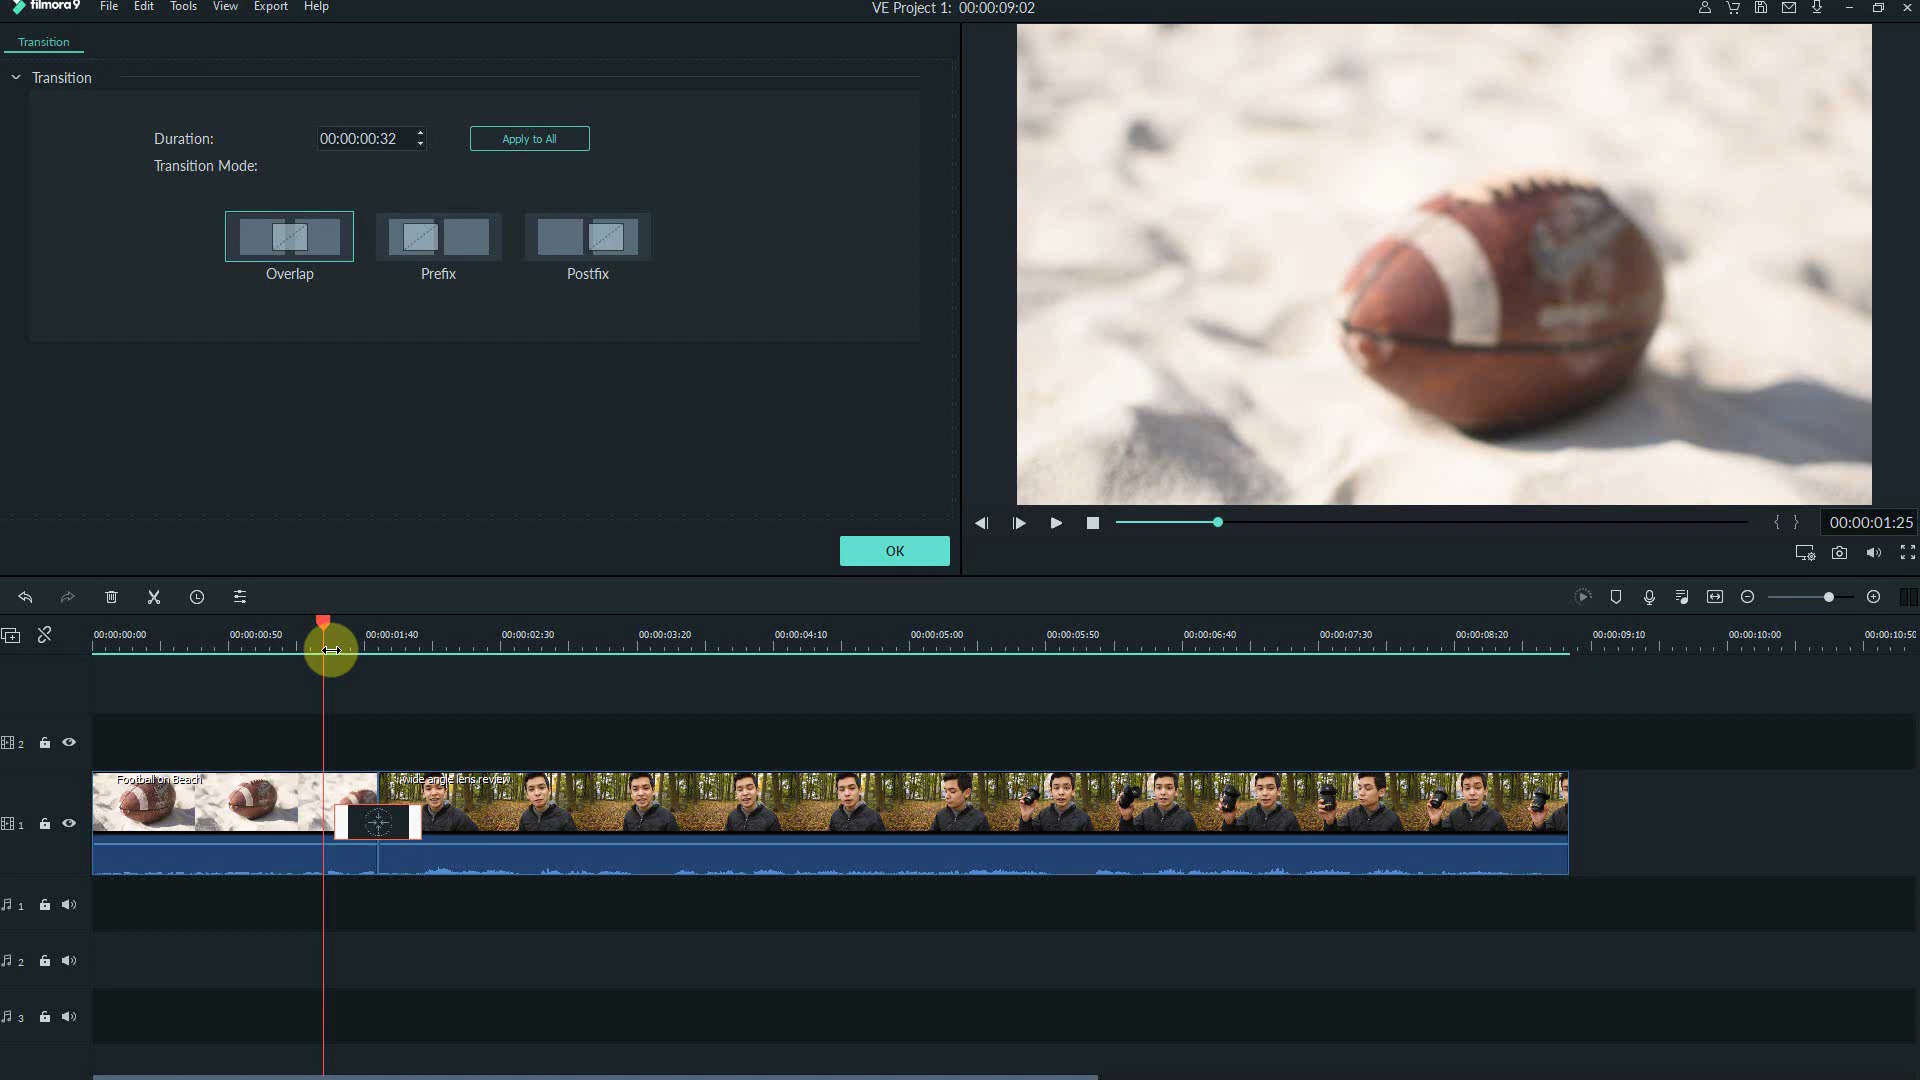 filmora9 File Edit Tools View Export Help VE Project 1: 00:00:09:02
Transition
Transition
Duration: 00:00:00:32 Apply to All
Transition Mode:
Overlap Prefix Postfix
00:00:01:25
OK
00:00:00:00 00:00:00:50 00:00:01:40 00:00:02:30 00:00:03:20 00:00:04:10 00:00:05:00 00:00:05:50 00:00:06:40 00:00:07:30 00:00:08:20 00:00:09:10 00:00:10:00 00:00:10:50
2
Football on Beach wide angle lens review
1
1
2
3